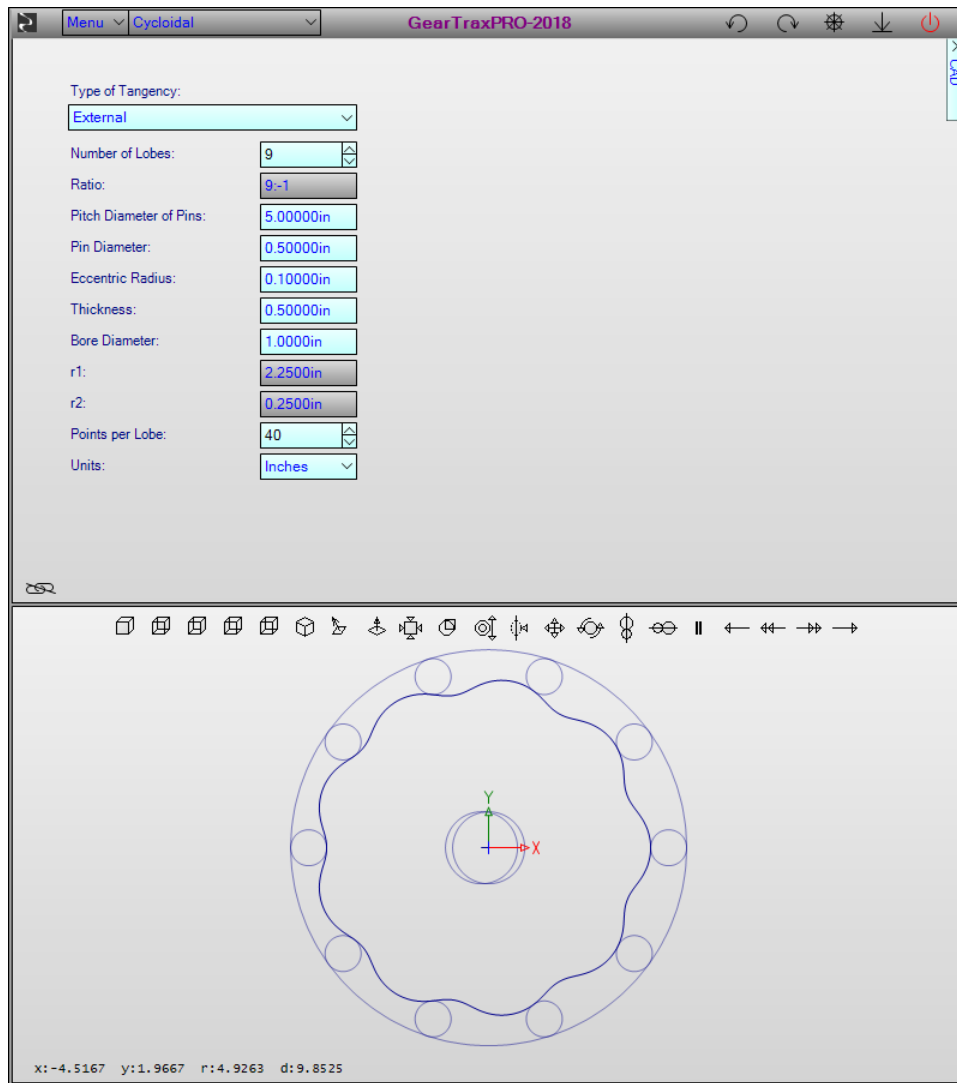 Menu Cycloidal GearTraxPRO-2018
CAD
Type of Tangency:
External
Number of Lobes: 9
Ratio: 9:-1
Pitch Diameter of Pins: 5.00000in
Pin Diameter: 0.50000in
Eccentric Radius: 0.10000in
Thickness: 0.50000in
Bore Diameter: 1.0000in
r1: 2.2500in
r2: 0.2500in
Points per Lobe: 40
Units: Inches
Y
X
x:-4.5167 y:1.9667 r:4.9263 d:9.8525